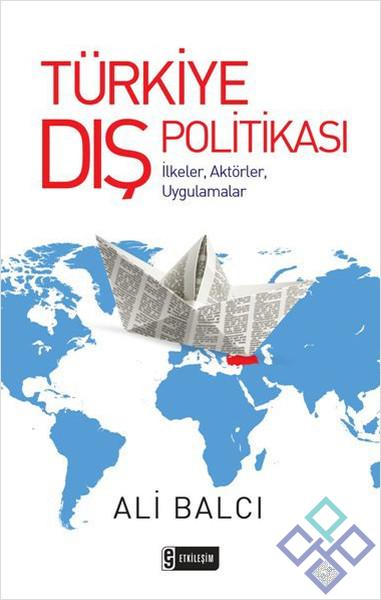 TÜRKİYE
DIŞ POLİTİKASI
İlkeler, Aktörler,
Uygulamalar
ALİ BALCI
ETKİLEŞİM